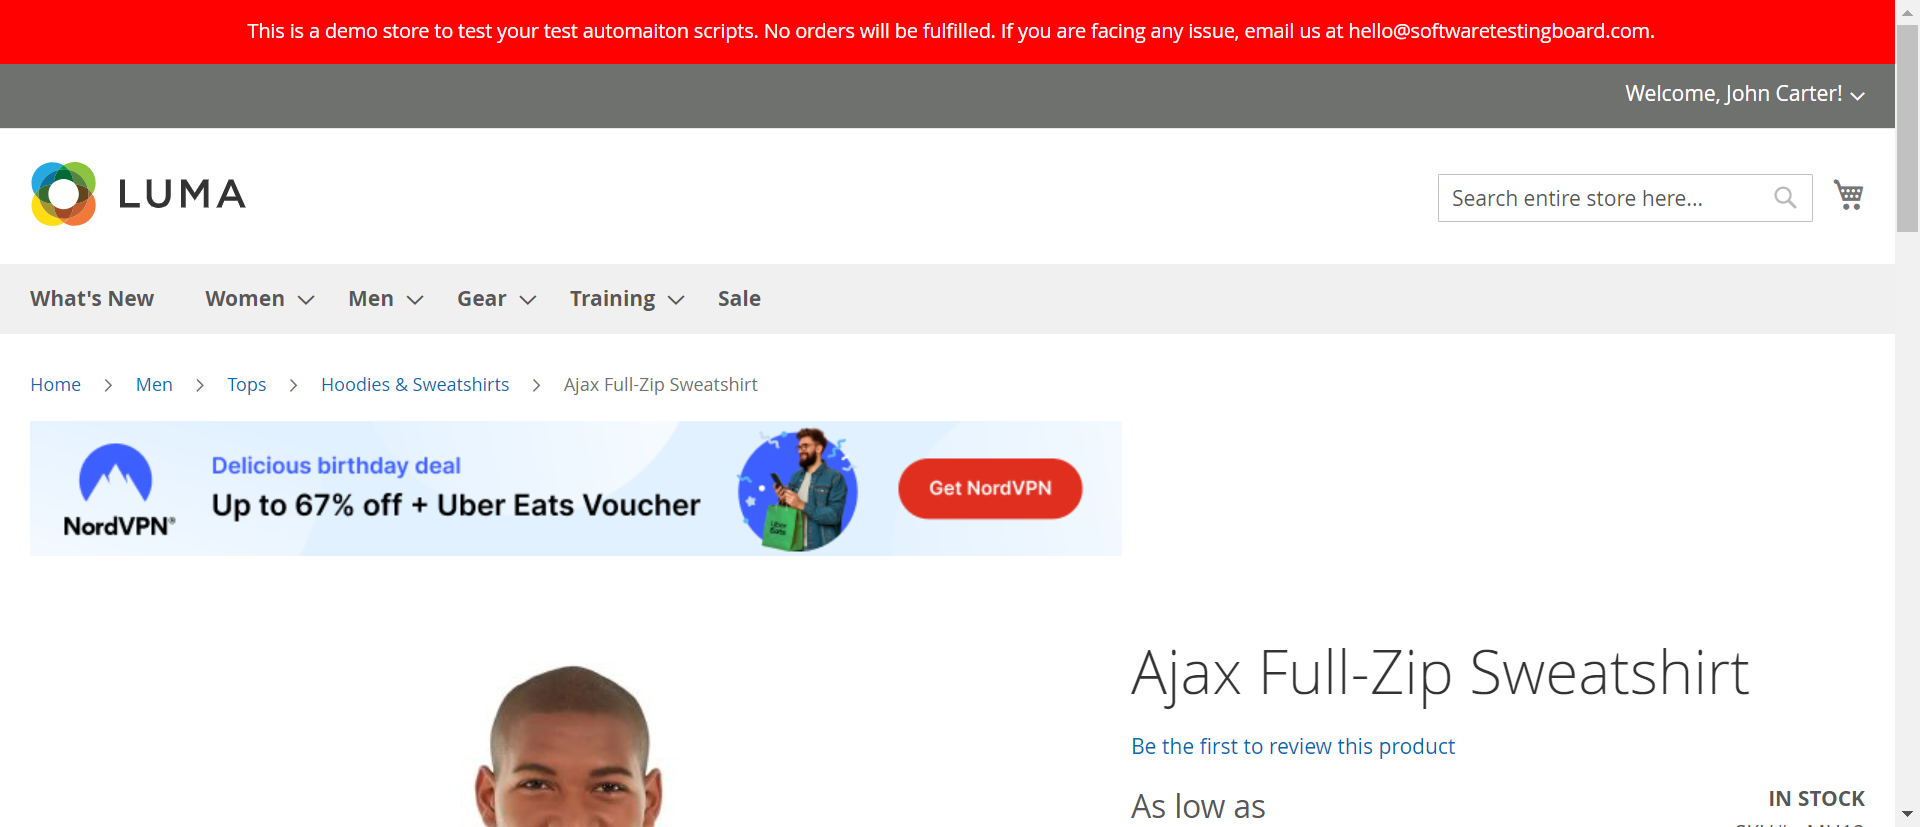 This is a demo store to test your test automaiton scripts. No orders will be fulfilled. If you are facing any issue, email us at hello@softwaretestingboard.com.
Welcome, John Carter!
LUMA
Search entire store here...
What's New Women Men Gear Training Sale
Home Men Tops Hoodies & Sweatshirts Ajax Full-Zip Sweatshirt
NordVPN®
Delicious birthday deal
Up to 67% off + Uber Eats Voucher
Uber
Eats
Get NordVPN
Ajax Full-Zip Sweatshirt
Be the first to review this product
As low as
IN STOCK